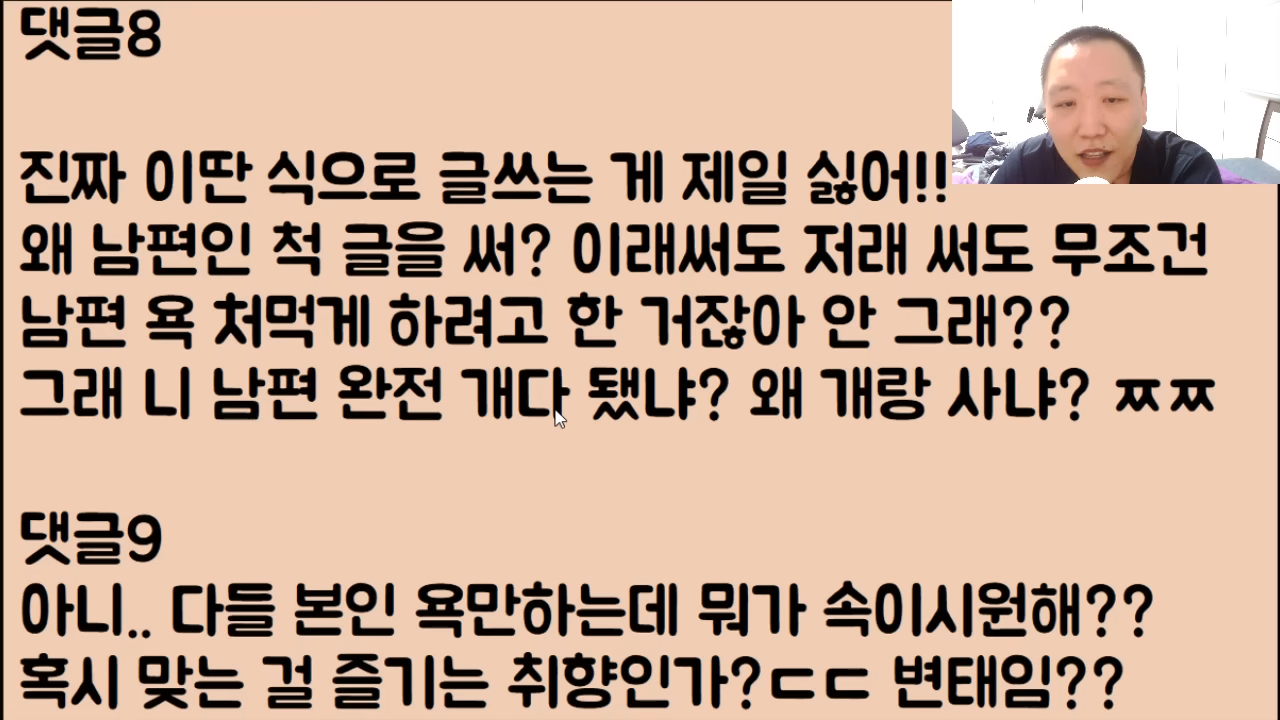 댓글8
진짜 이딴 식으로 글쓰는 게 제일 싫어!!
왜 남편인 척 글을 써? 이래써도 저래 써도 무조건
남편 욕 처먹게 하려고 한 거잖아 안 그래??
그래 니 남편 완전 개다 됐냐? 왜 개랑 사냐? ㅉㅉ
댓글9
아니.. 다들 본인 욕만하는데 뭐가 속이시원해??
혹시 맞는 걸 즐기는 취향인가?ㄷㄷ 변태임??